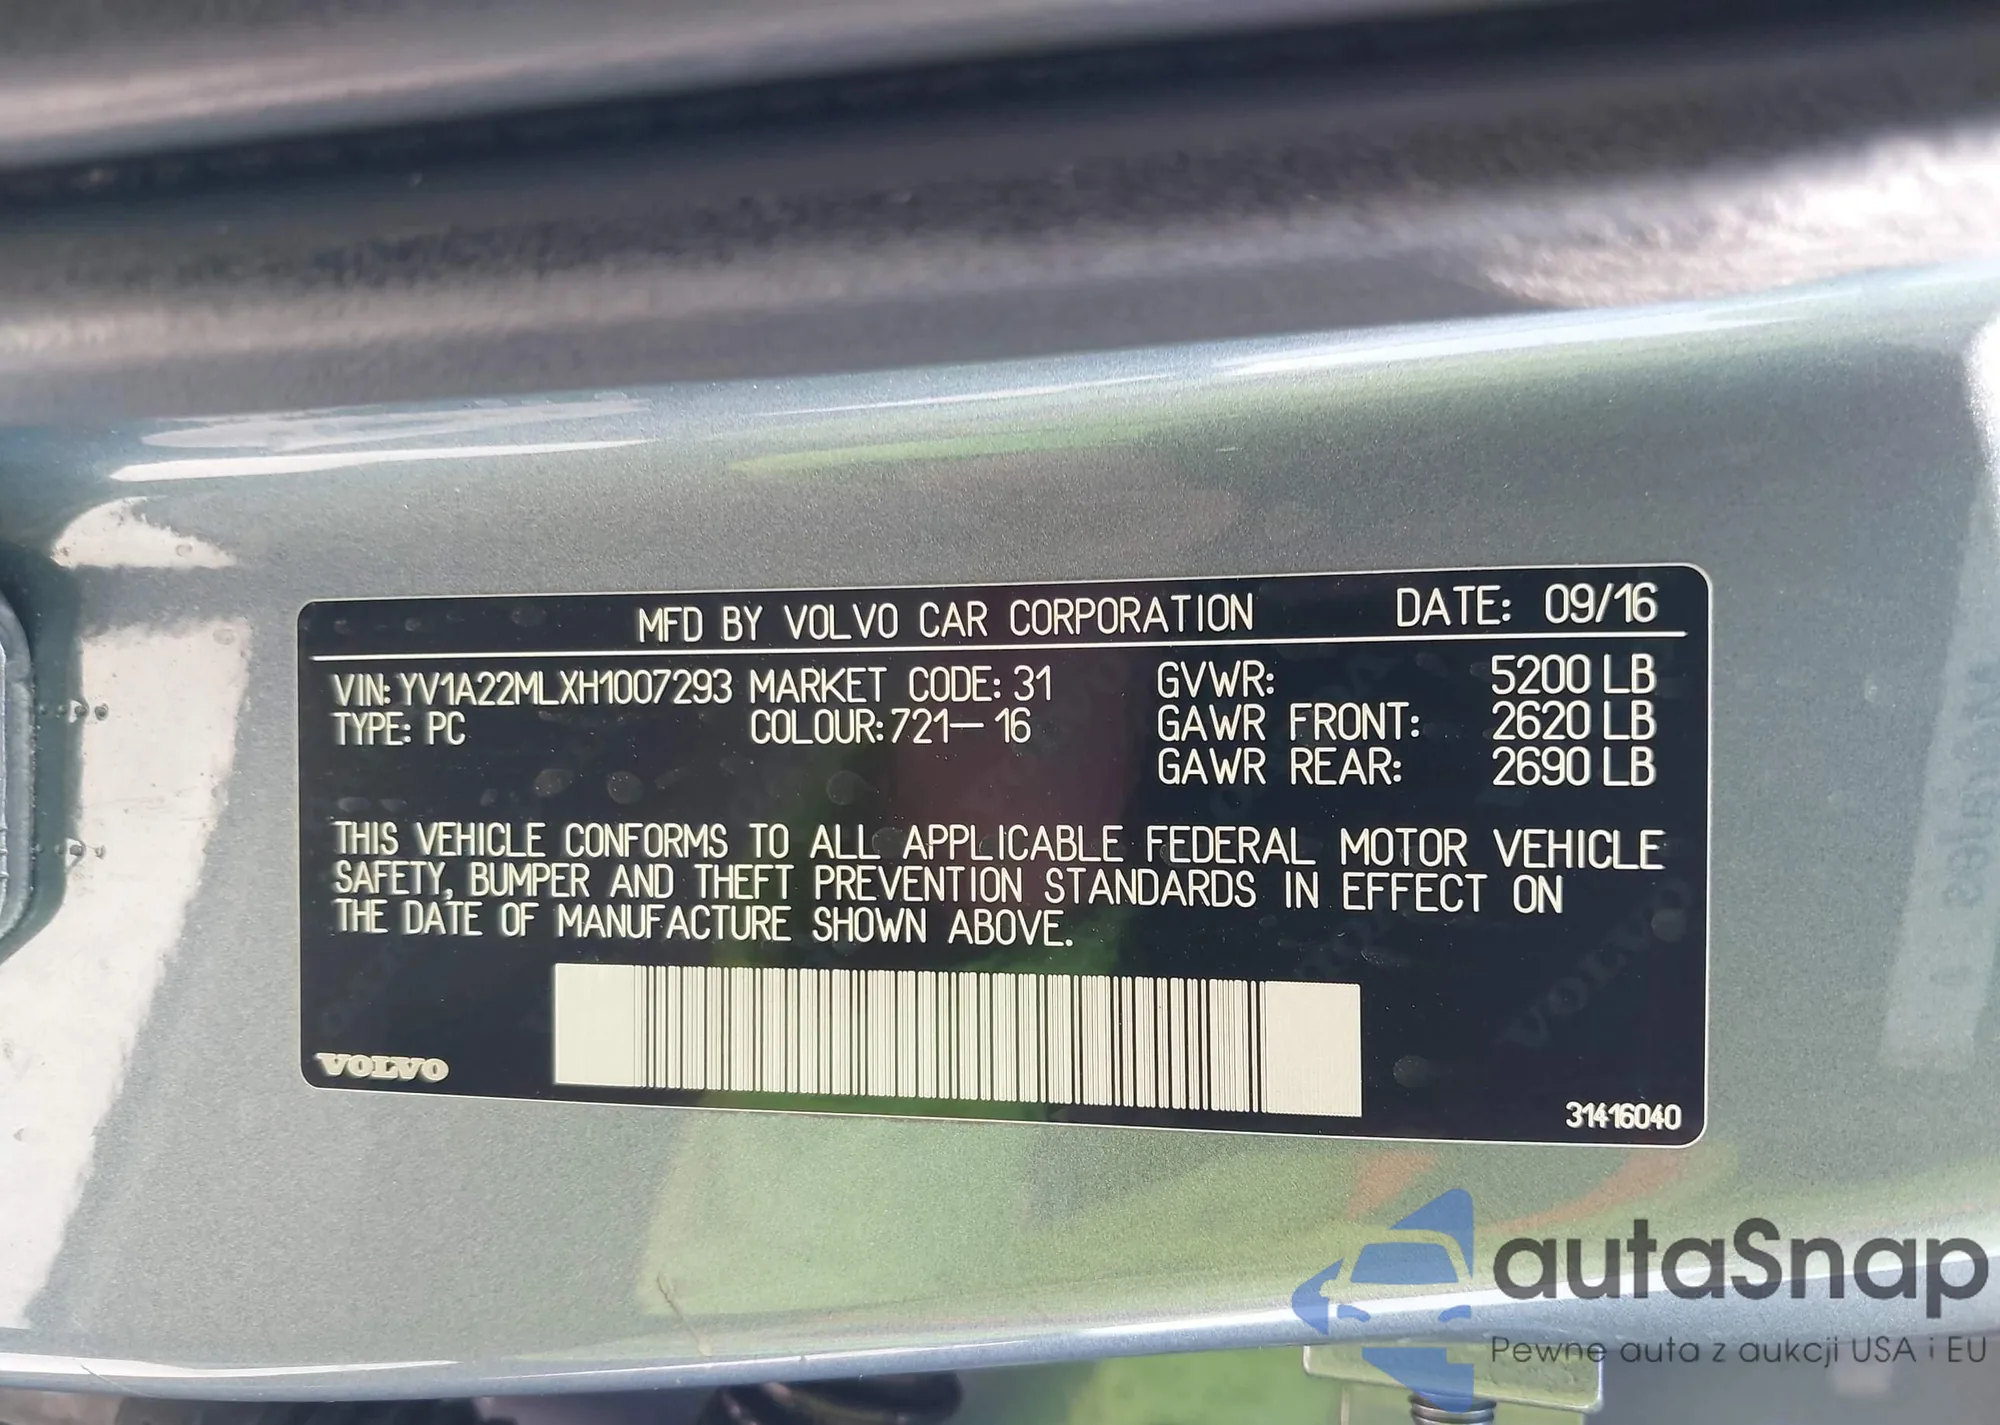 MFD BY VOLVO CAR CORPORATION DATE: 09/16
VIN: YV1A22MLXH1007293 MARKET CODE: 31 GVWR: 5200 LB
TYPE: PC COLOUR: 721-16 GAWR FRONT: 2620 LB
GAWR REAR: 2690 LB
THIS VEHICLE CONFORMS TO ALL APPLICABLE FEDERAL MOTOR VEHICLE
SAFETY, BUMPER AND THEFT PREVENTION STANDARDS IN EFFECT ON
THE DATE OF MANUFACTURE SHOWN ABOVE.
VOLVO
31416040
autaSnap
Pewne auta z aukcji USA i EU